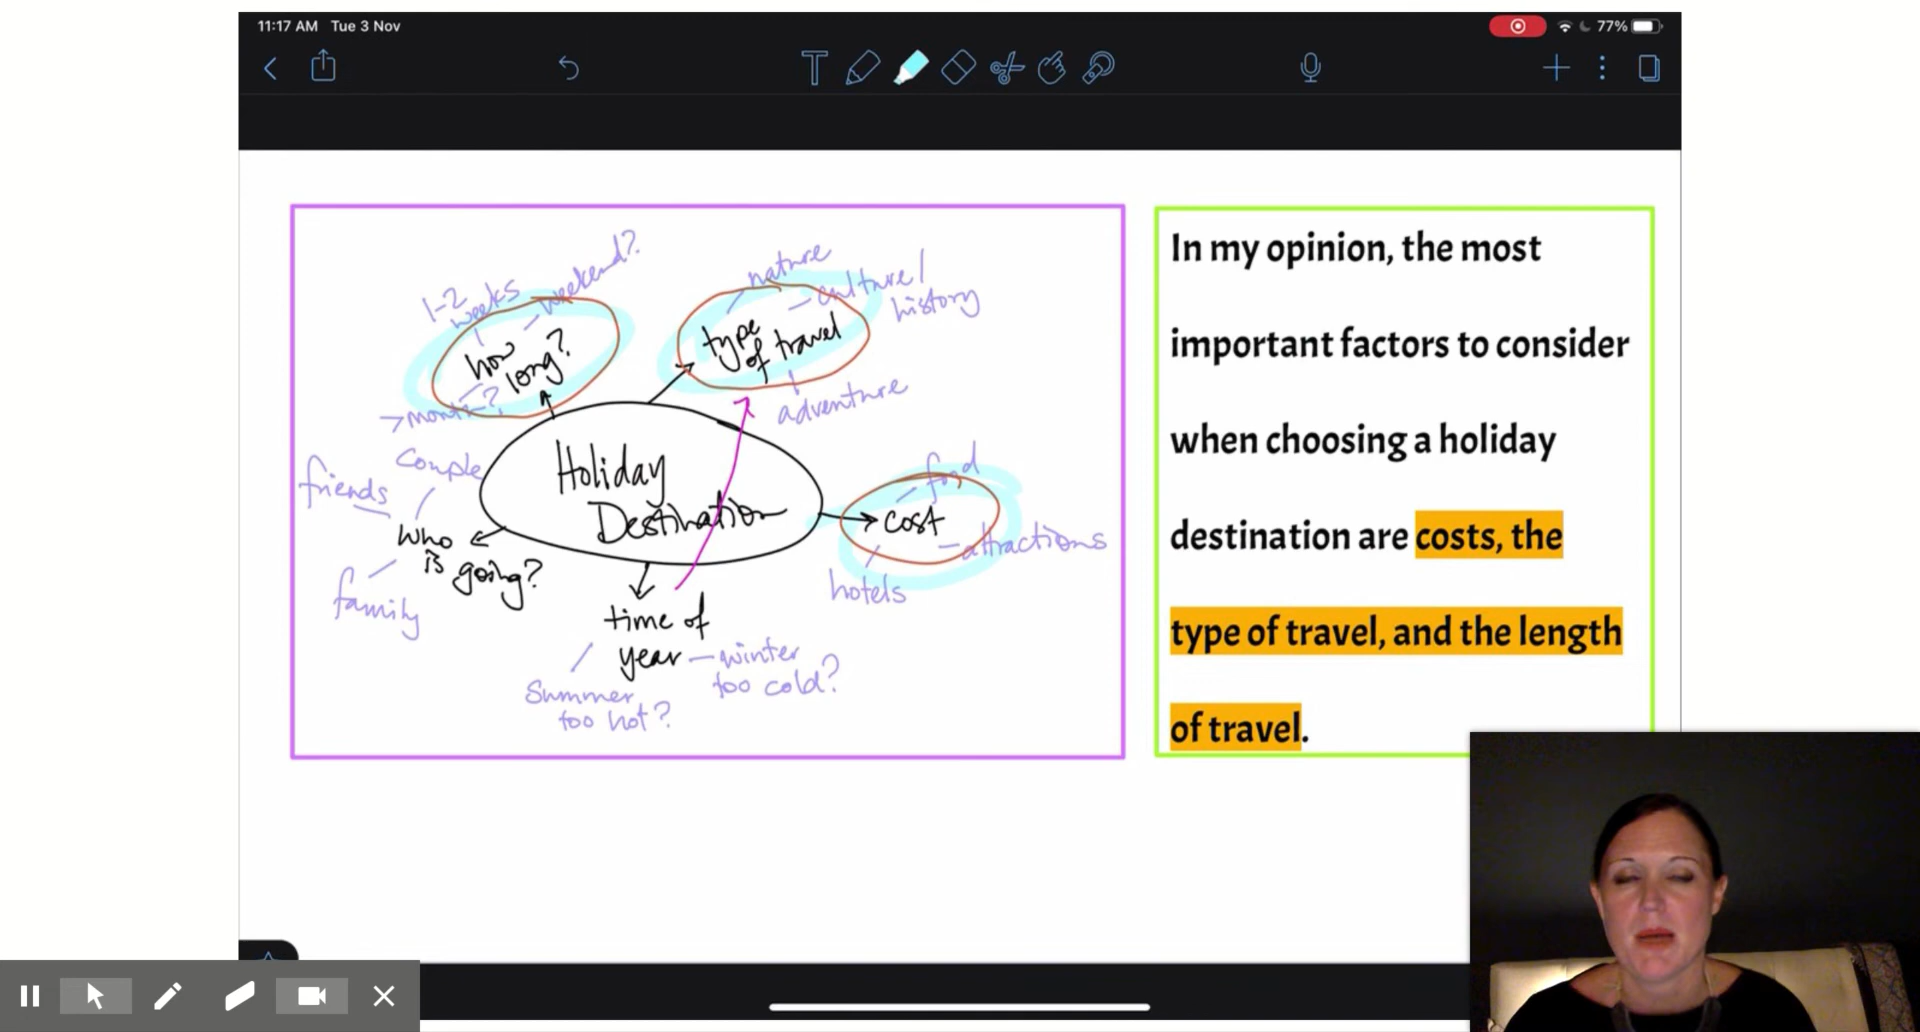 11:17 AM Tue 3 Nov
77%
T
1-2
weeks
weekend?
how
long?
>month?
nature
culture/
history
type
of travel
adventure
Holiday
Destination
food
cost
attractions
hotels
couple
friends
who
is going?
family
time of
year
winter
too cold?
Summer
too hot?
In my opinion, the most
important factors to consider
when choosing a holiday
destination are costs, the
type of travel, and the length
of travel.